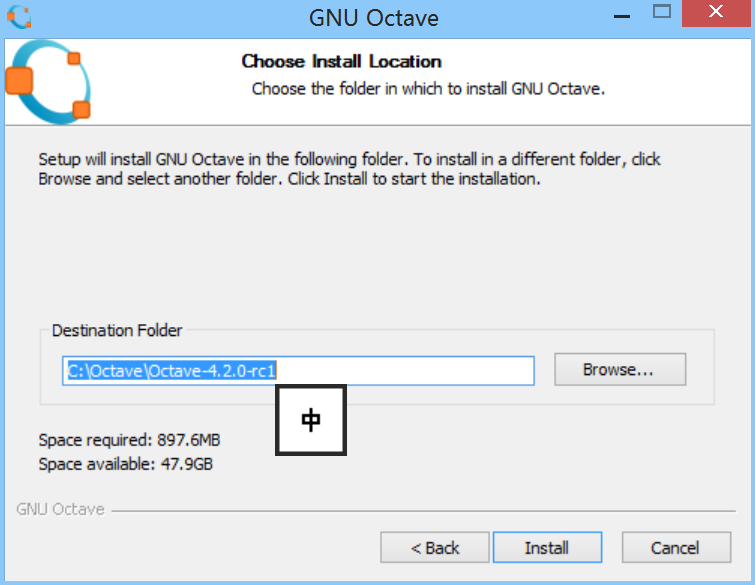 GNU Octave
Choose Install Location
Choose the folder in which to install GNU Octave.
Setup will install GNU Octave in the following folder. To install in a different folder, click
Browse and select another folder. Click Install to start the installation.
Destination Folder
C:\Octave\Octave-4.2.0-rc1
Browse...
中
Space required: 897.6MB
Space available: 47.9GB
GNU Octave
< Back
Install
Cancel